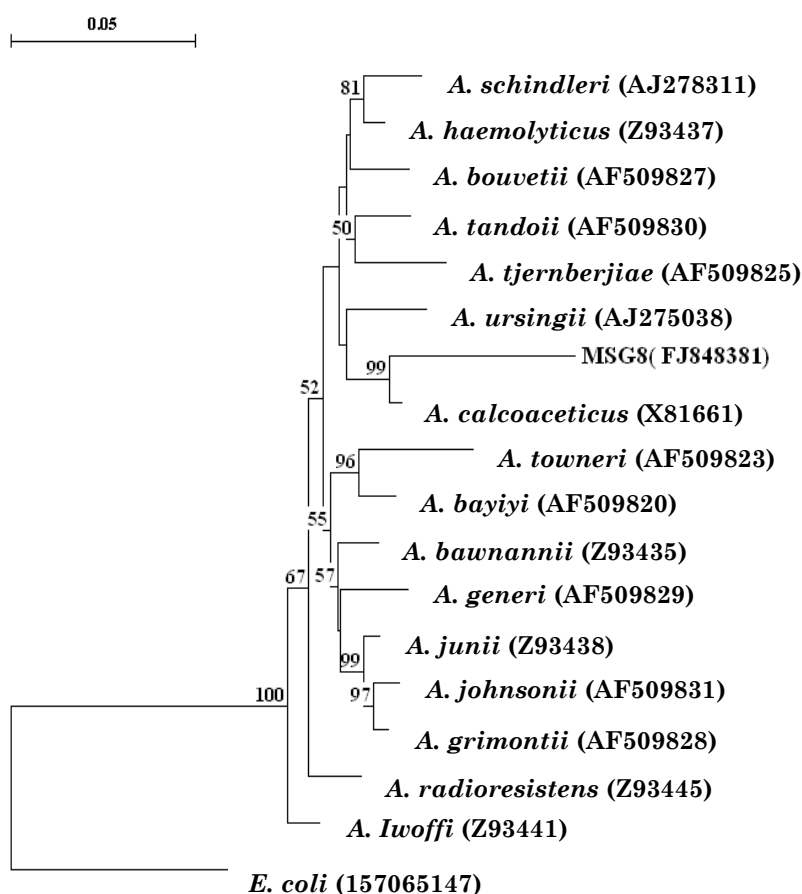 0.05
81
A. schindleri (AJ278311)
A. haemolyticus (Z93437)
A. bouvetii (AF509827)
50
A. tandoii (AF509830)
A. tjernberjiae (AF509825)
A. ursingii (AJ275038)
99
MSG8( FJ848381)
52
A. calcoaceticus (X81661)
96
A. towneri (AF509823)
A. bayiyi (AF509820)
55
A. bawnannii (Z93435)
67
57
A. generi (AF509829)
A. junii (Z93438)
99
A. johnsonii (AF509831)
100
97
A. grimontii (AF509828)
A. radioresistens (Z93445)
A. Iwoffi (Z93441)
E. coli (157065147)